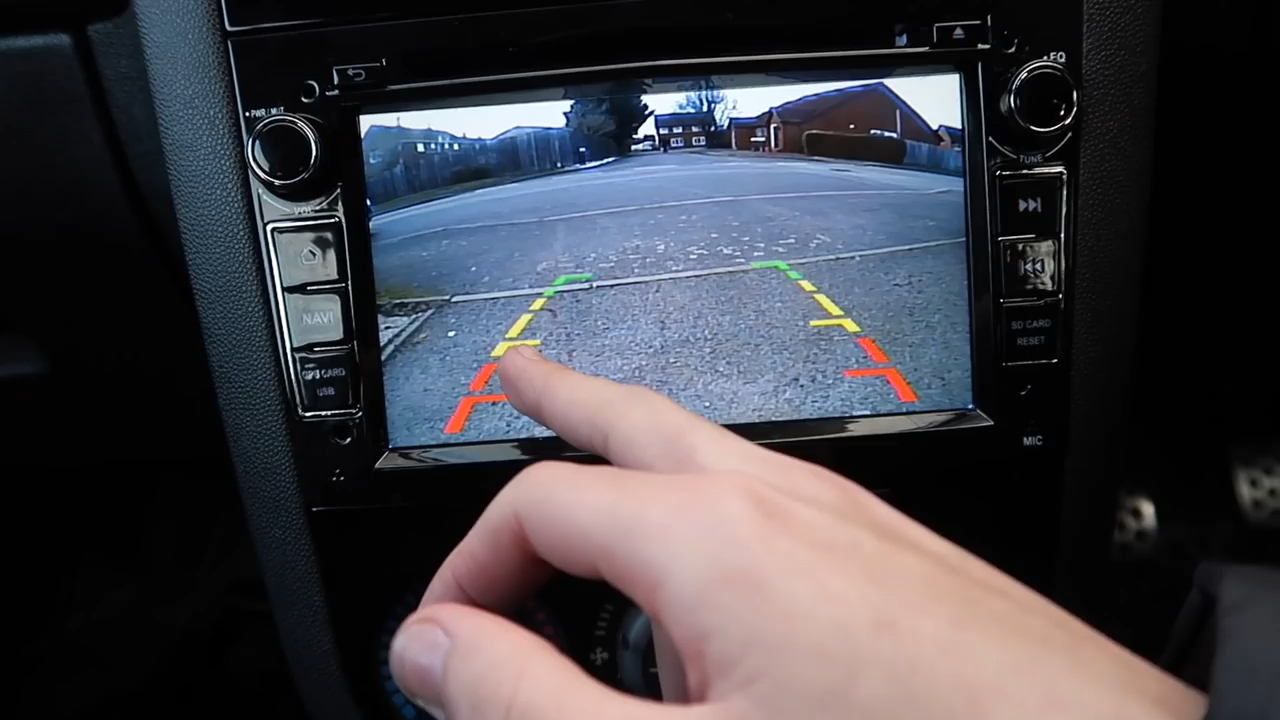 PWR / MUT
VOL
NAVI
GPS CARD
USB
EQ
TUNE
SD CARD
RESET
MIC